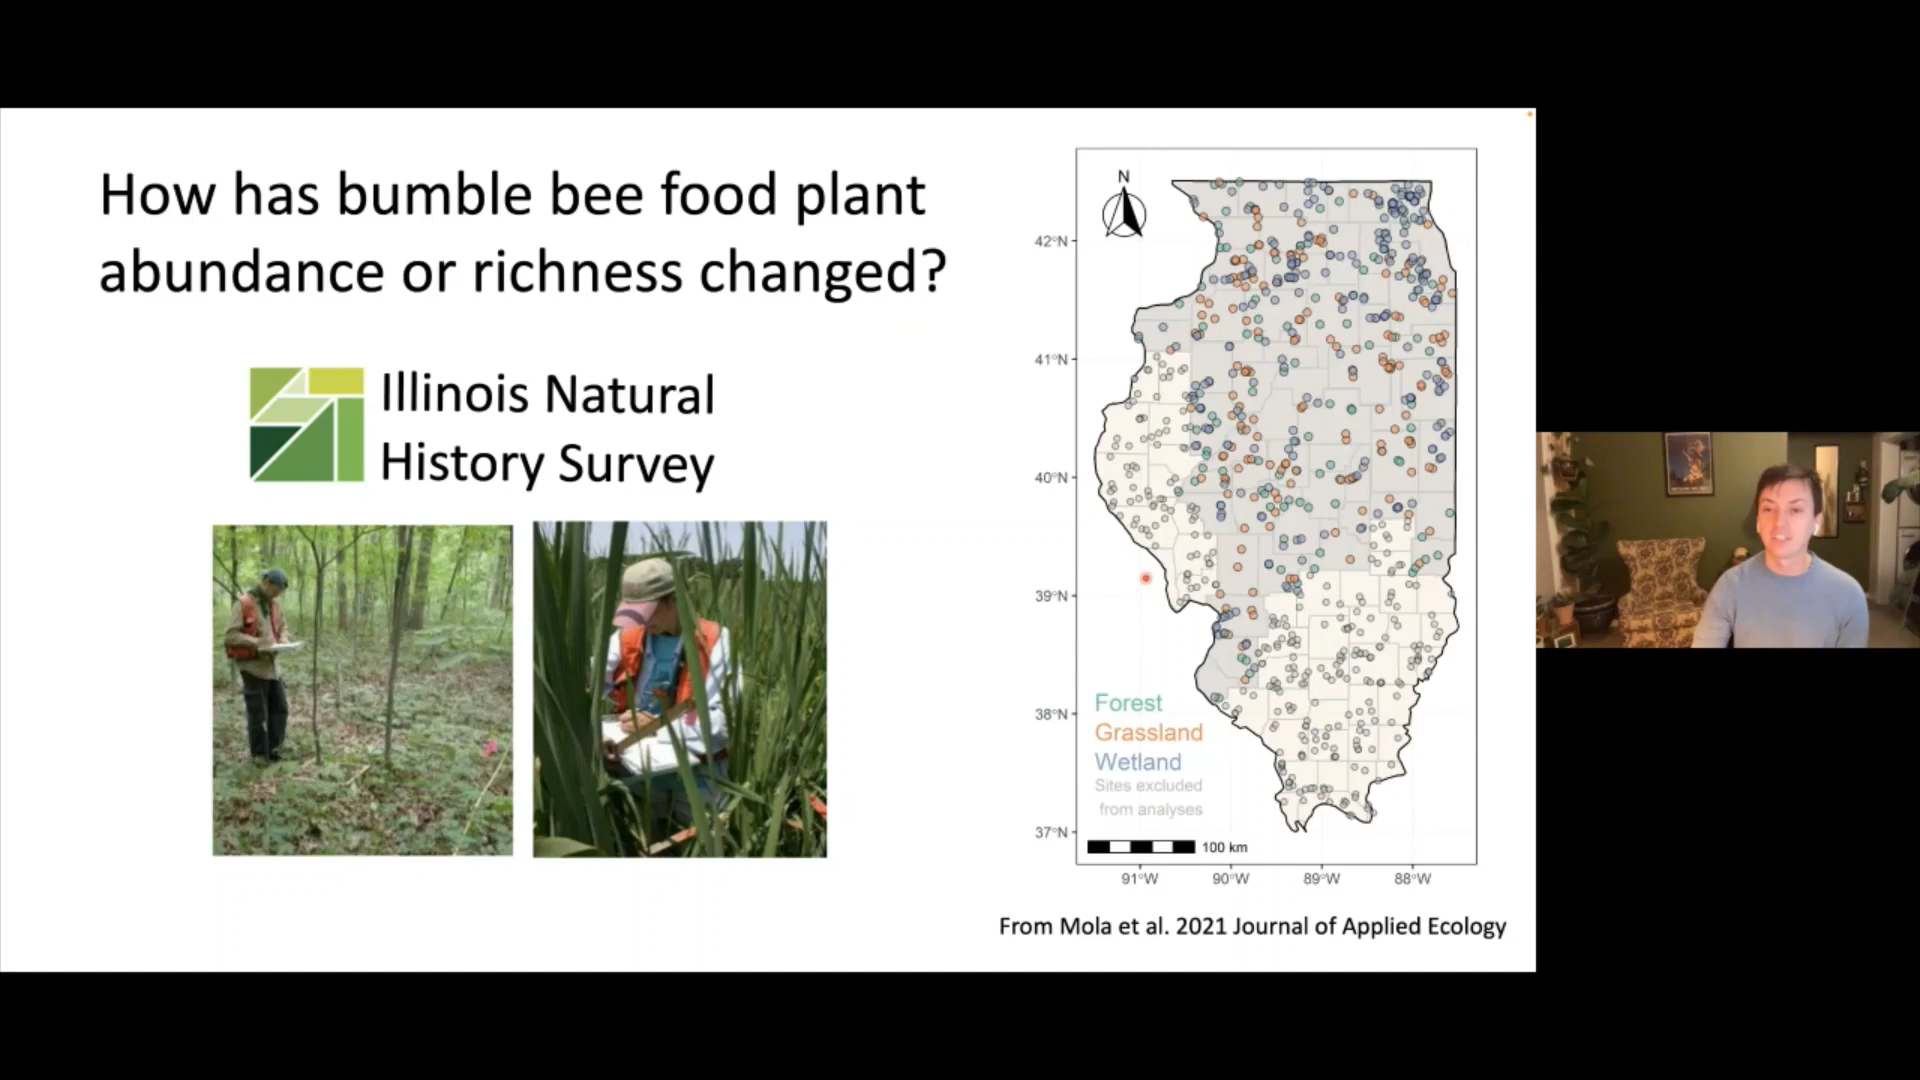 How has bumble bee food plant
abundance or richness changed?
Illinois Natural
History Survey
N
42°N
41°N
40°N
39°N
38°N
37°N
Forest
Grassland
Wetland
Sites excluded
from analyses
100 km
91°W
90°W
89°W
88°W
From Mola et al. 2021 Journal of Applied Ecology